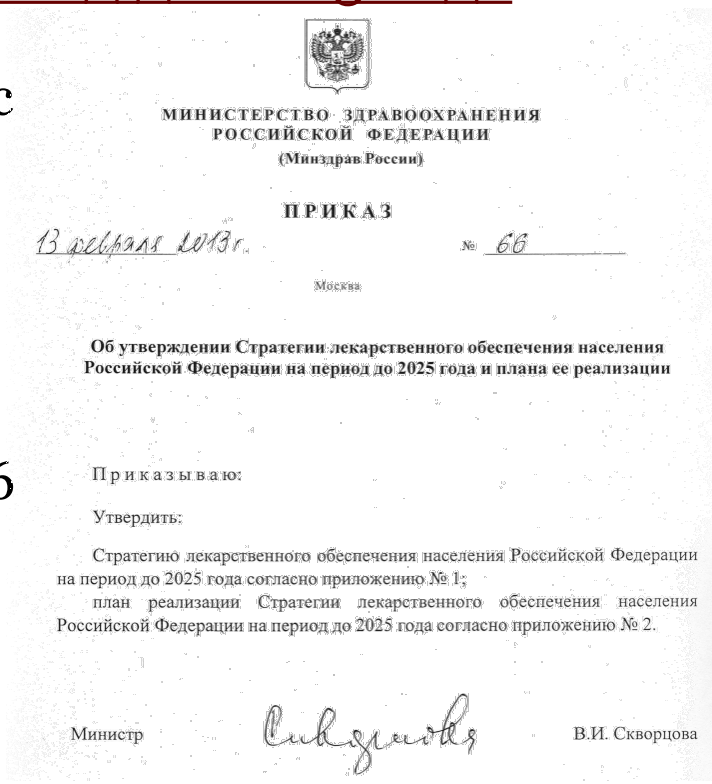 с
МИНИСТЕРСТВО ЗДРАВООХРАНЕНИЯ
РОССИЙСКОЙ ФЕДЕРАЦИИ
(Минздрав России)
ПРИКАЗ
13 февраля 2013 г. № 66
Москва
Об утверждении Стратегии лекарственного обеспечения населения
Российской Федерации на период до 2025 года и плана ее реализации
б
Приказываю:
Утвердить:
Стратегию лекарственного обеспечения населения Российской Федерации
на период до 2025 года согласно приложению № 1;
план реализации Стратегии лекарственного обеспечения населения
Российской Федерации на период до 2025 года согласно приложению № 2.
Министр В.И. Скворцова